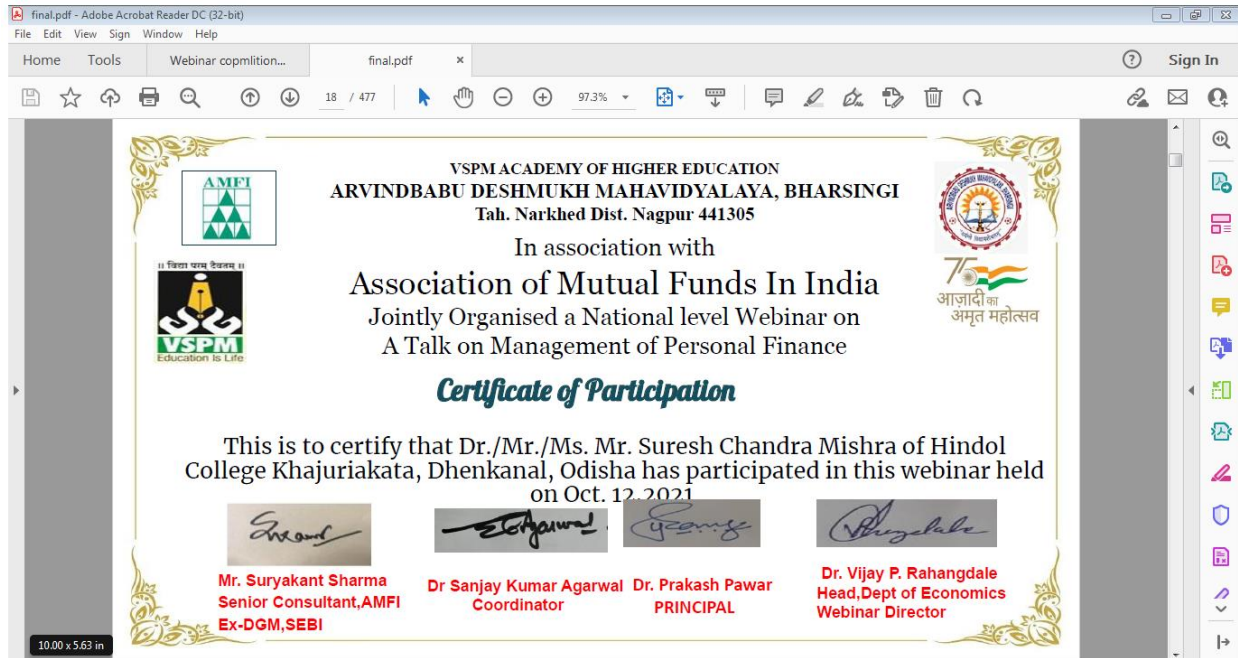 final.pdf - Adobe Acrobat Reader DC (32-bit)
File Edit View Sign Window Help
Home Tools Webinar copmlition... final.pdf × ? Sign In
18 / 477 97.3%
VSPM ACADEMY OF HIGHER EDUCATION
ARVINDBABU DESHMUKH MAHAVIDYALAYA, BHARSINGI
Tah. Narkhed Dist. Nagpur 441305
AMFI
In association with
Association of Mutual Funds In India
Jointly Organised a National level Webinar on
A Talk on Management of Personal Finance
।। विद्या परम् दैवतम् ।।
VSPM
Education Is Life
75
आज़ादी का
अमृत महोत्सव
Certificate of Participation
This is to certify that Dr./Mr./Ms. Mr. Suresh Chandra Mishra of Hindol
College Khajuriakata, Dhenkanal, Odisha has participated in this webinar held
on Oct. 12,2021
Mr. Suryakant Sharma
Senior Consultant,AMFI
Ex-DGM,SEBI
Dr Sanjay Kumar Agarwal
Coordinator
Dr. Prakash Pawar
PRINCIPAL
Dr. Vijay P. Rahangdale
Head,Dept of Economics
Webinar Director
10.00 x 5.63 in